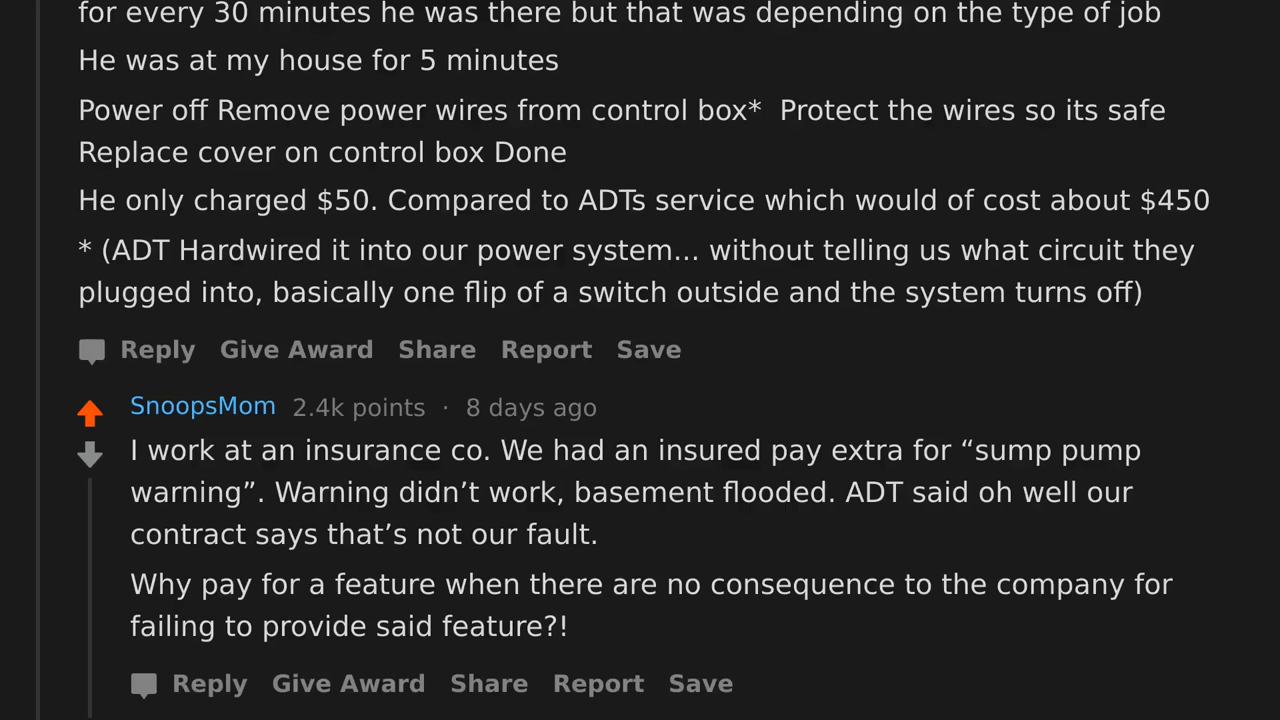 for every 30 minutes he was there but that was depending on the type of job
He was at my house for 5 minutes
Power off Remove power wires from control box*  Protect the wires so its safe
Replace cover on control box Done
He only charged $50. Compared to ADTs service which would of cost about $450
* (ADT Hardwired it into our power system... without telling us what circuit they
plugged into, basically one flip of a switch outside and the system turns off)
Reply Give Award Share Report Save
SnoopsMom 2.4k points · 8 days ago
I work at an insurance co. We had an insured pay extra for “sump pump
warning”. Warning didn’t work, basement flooded. ADT said oh well our
contract says that’s not our fault.
Why pay for a feature when there are no consequence to the company for
failing to provide said feature?!
Reply Give Award Share Report Save